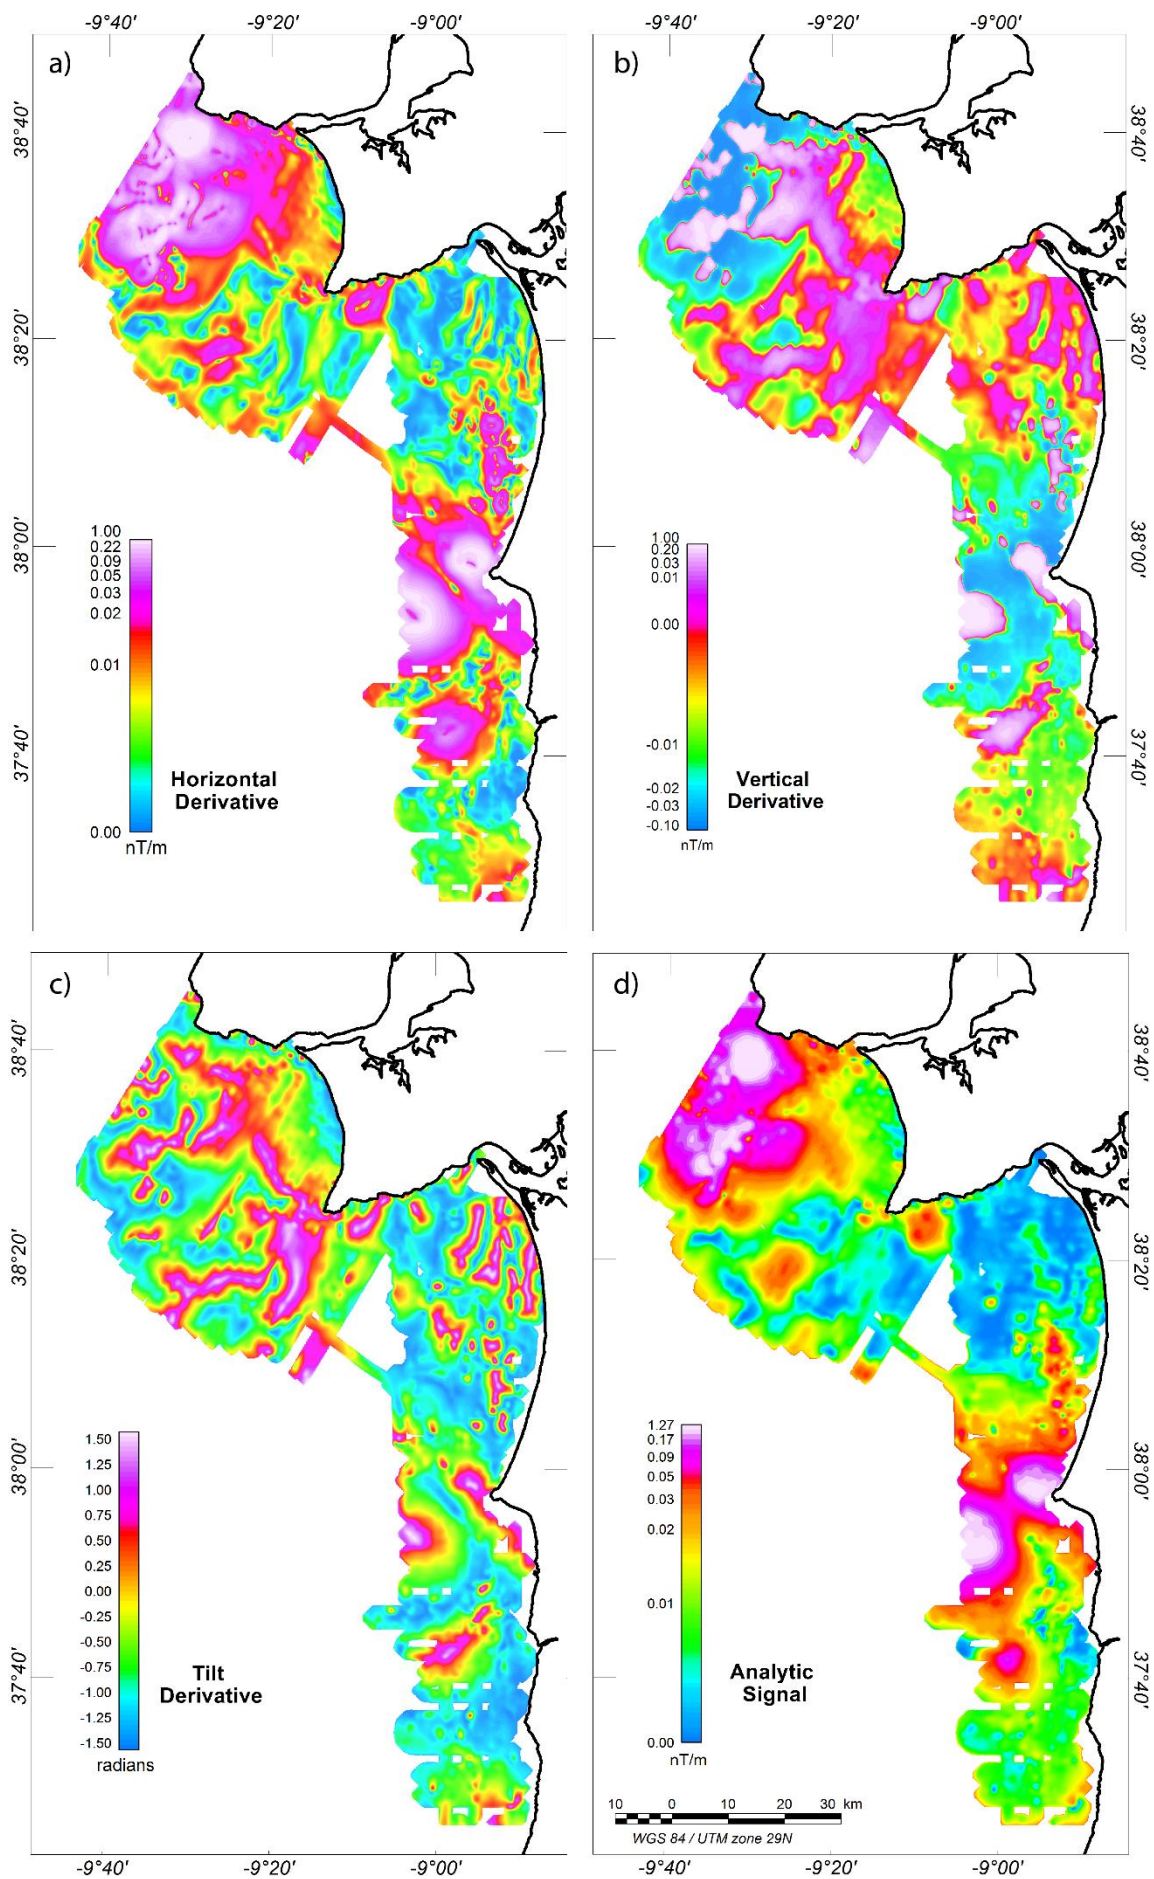 -9°40' -9°20' -9°00' -9°40' -9°20' -9°00'
a) b)
38°40' 38°40'
38°20' 38°20'
38°00' 38°00'
37°40' 37°40'
1.00
0.22
0.09
0.05
0.03
0.02
0.01
0.00
nT/m
Horizontal
Derivative
1.00
0.20
0.03
0.01
0.00
-0.01
-0.02
-0.03
-0.10
nT/m
Vertical
Derivative
c) d)
38°40' 38°40'
38°20' 38°20'
38°00' 38°00'
37°40' 37°40'
1.50
1.25
1.00
0.75
0.50
0.25
0.00
-0.25
-0.50
-0.75
-1.00
-1.25
-1.50
radians
Tilt
Derivative
1.27
0.17
0.09
0.05
0.03
0.02
0.01
0.00
nT/m
Analytic
Signal
10 0 10 20 30 km
WGS 84 / UTM zone 29N
-9°40' -9°20' -9°00' -9°40' -9°20' -9°00'